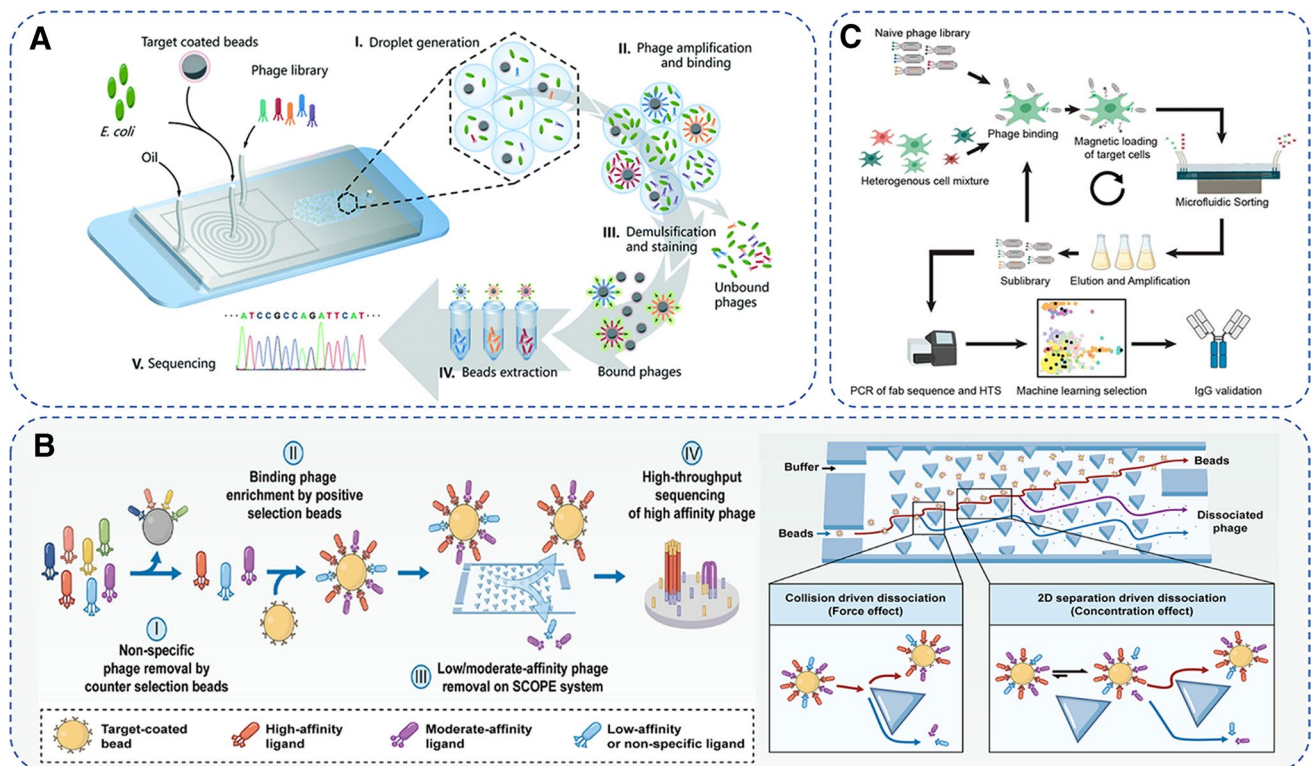 A
Target coated beads
Phage library
E. coli
Oil
I. Droplet generation
II. Phage amplification
and binding
III. Demulsification
and staining
Unbound
phages
Bound phages
IV. Beads extraction
V. Sequencing
···ATCCGCCAGATTCAT···
C
Naive phage library
Heterogenous cell mixture
Phage binding
Magnetic loading
of target cells
Microfluidic Sorting
Elution and Amplification
Sublibrary
PCR of fab sequence and HTS
Machine learning selection
IgG validation
B
I
Non-specific
phage removal by
counter selection beads
II
Binding phage
enrichment by positive
selection beads
III
Low/moderate-affinity phage
removal on SCOPE system
IV
High-throughput
sequencing
of high affinity phage
Target-coated
bead
High-affinity
ligand
Moderate-affinity
ligand
Low-affinity
or non-specific ligand
Buffer
Beads
Beads
Dissociated
phage
Collision driven dissociation
(Force effect)
2D separation driven dissociation
(Concentration effect)